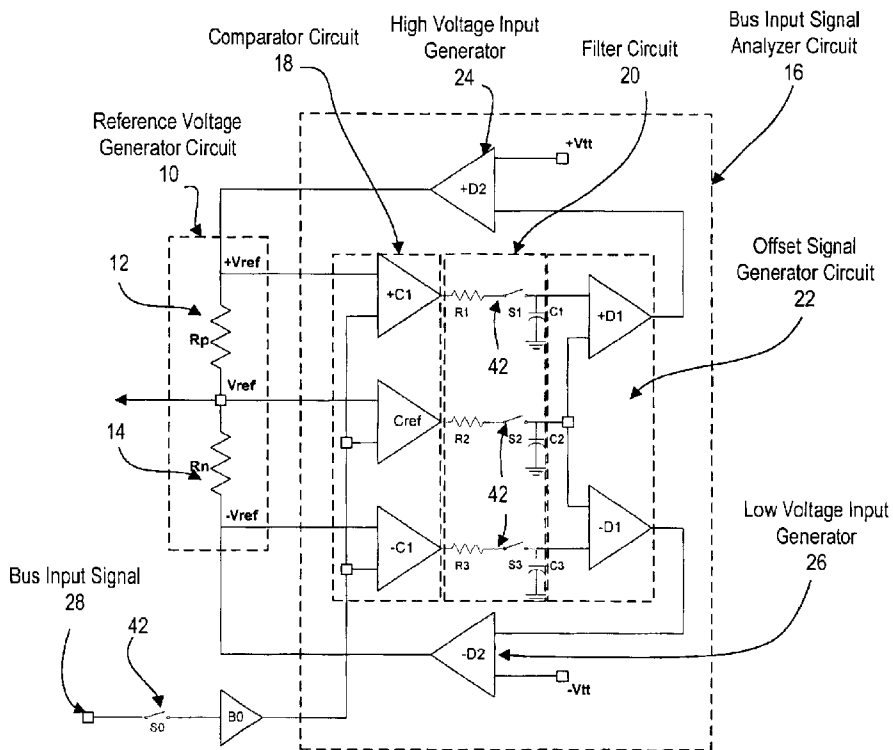 Comparator Circuit
18
High Voltage Input
Generator
24
Filter Circuit
20
Bus Input Signal
Analyzer Circuit
16
Reference Voltage
Generator Circuit
10
+Vtt
+D2
12
+Vref
+C1
R1
S1
C1
+D1
Offset Signal
Generator Circuit
22
Rp
42
Vref
Cref
R2
S2
C2
14
Rn
42
-Vref
-C1
R3
S3
C3
-D1
Low Voltage Input
Generator
26
Bus Input Signal
28
42
-D2
-Vtt
S0
B0